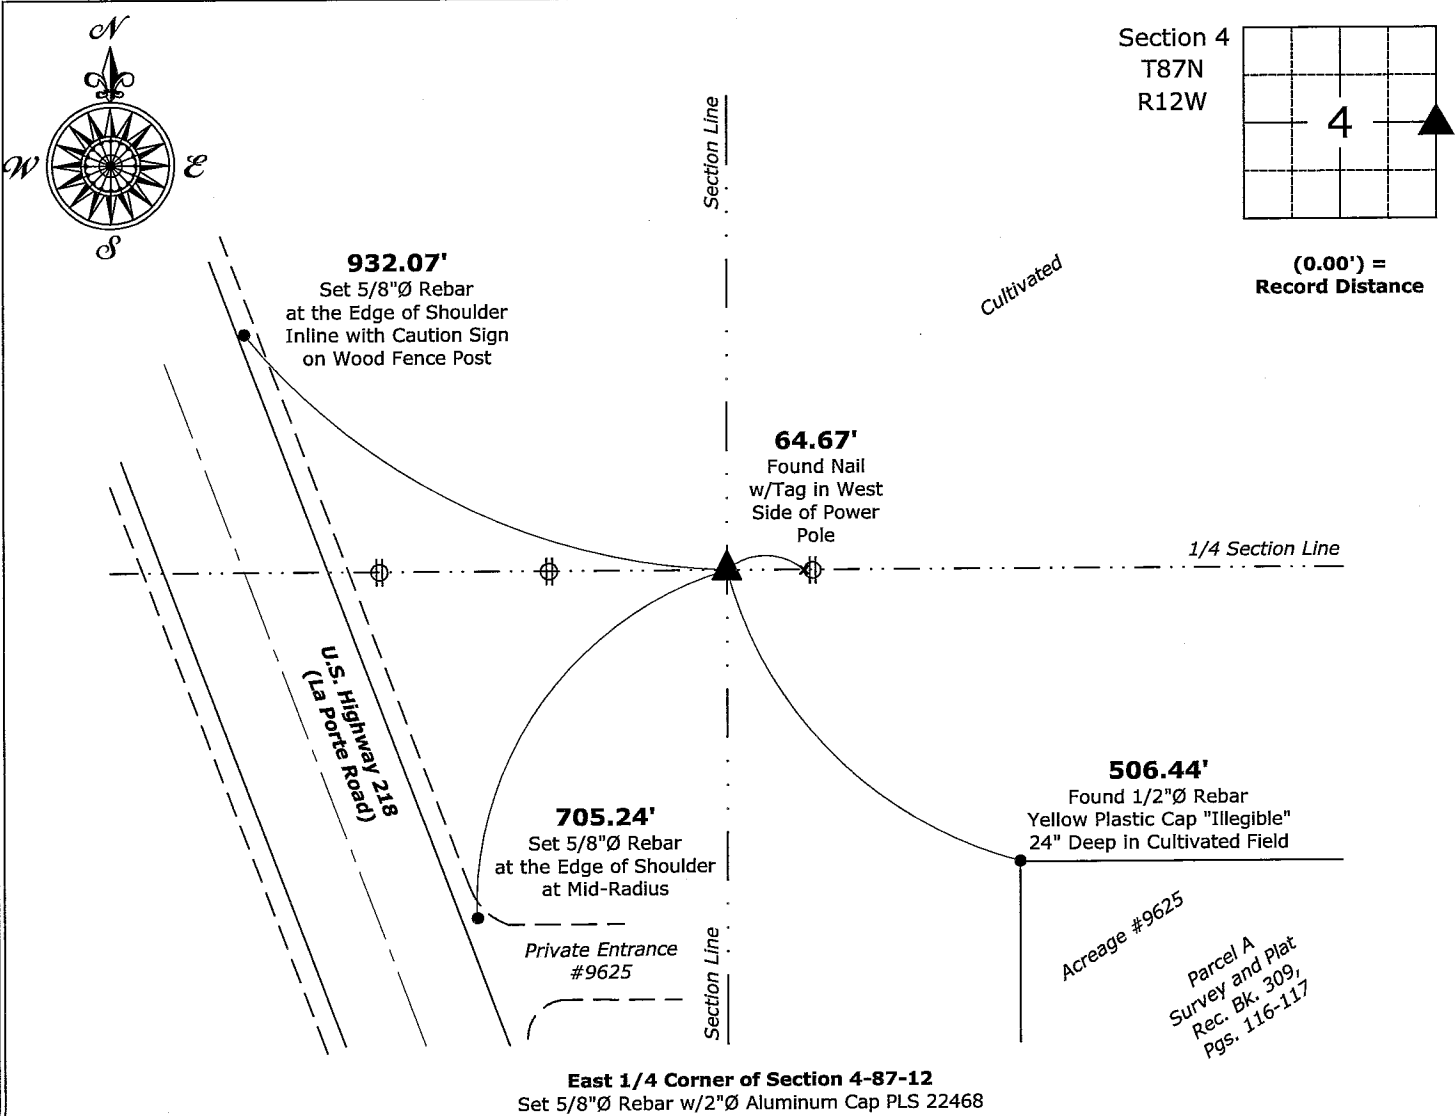 N
W
E
S
Section 4
T87N
R12W
4
(0.00') =
Record Distance
Section Line
Cultivated
932.07'
Set 5/8"Ø Rebar
at the Edge of Shoulder
Inline with Caution Sign
on Wood Fence Post
64.67'
Found Nail
w/Tag in West
Side of Power
Pole
1/4 Section Line
U.S. Highway 218
(La Porte Road)
705.24'
Set 5/8"Ø Rebar
at the Edge of Shoulder
at Mid-Radius
506.44'
Found 1/2"Ø Rebar
Yellow Plastic Cap "Illegible"
24" Deep in Cultivated Field
Private Entrance
#9625
Section Line
Acreage #9625
Parcel A
Survey and Plat
Rec. Bk. 309,
Pgs. 116-117
East 1/4 Corner of Section 4-87-12
Set 5/8"Ø Rebar w/2"Ø Aluminum Cap PLS 22468